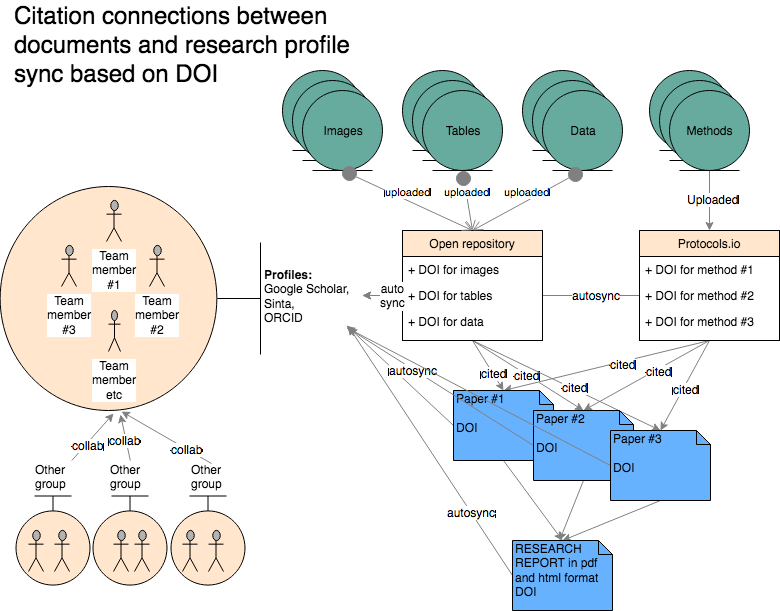 Citation connections between
documents and research profile
sync based on DOI
Images
Tables
Data
Methods
uploaded
uploaded
uploaded
Uploaded
Open repository
+ DOI for images
+ DOI for tables
+ DOI for data
Protocols.io
+ DOI for method #1
+ DOI for method #2
+ DOI for method #3
autosync
auto
sync
Profiles:
Google Scholar,
Sinta,
ORCID
Team
member
#1
Team
member
#3
Team
member
#2
Team
member
etc
autosync
cited
cited
cited
cited
cited
cited
Paper #1
DOI
Paper #2
DOI
Paper #3
DOI
collab
collab
collab
Other
group
Other
group
Other
group
autosync
RESEARCH
REPORT in pdf
and html format
DOI